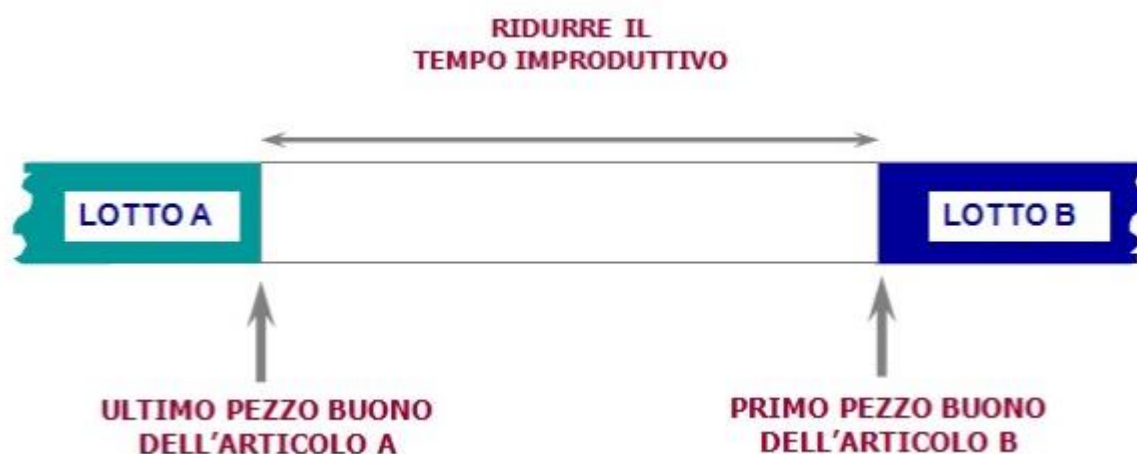 RIDURRE IL
TEMPO IMPRODUTTIVO
LOTTO A
LOTTO B
ULTIMO PEZZO BUONO
DELL'ARTICOLO A
PRIMO PEZZO BUONO
DELL'ARTICOLO B